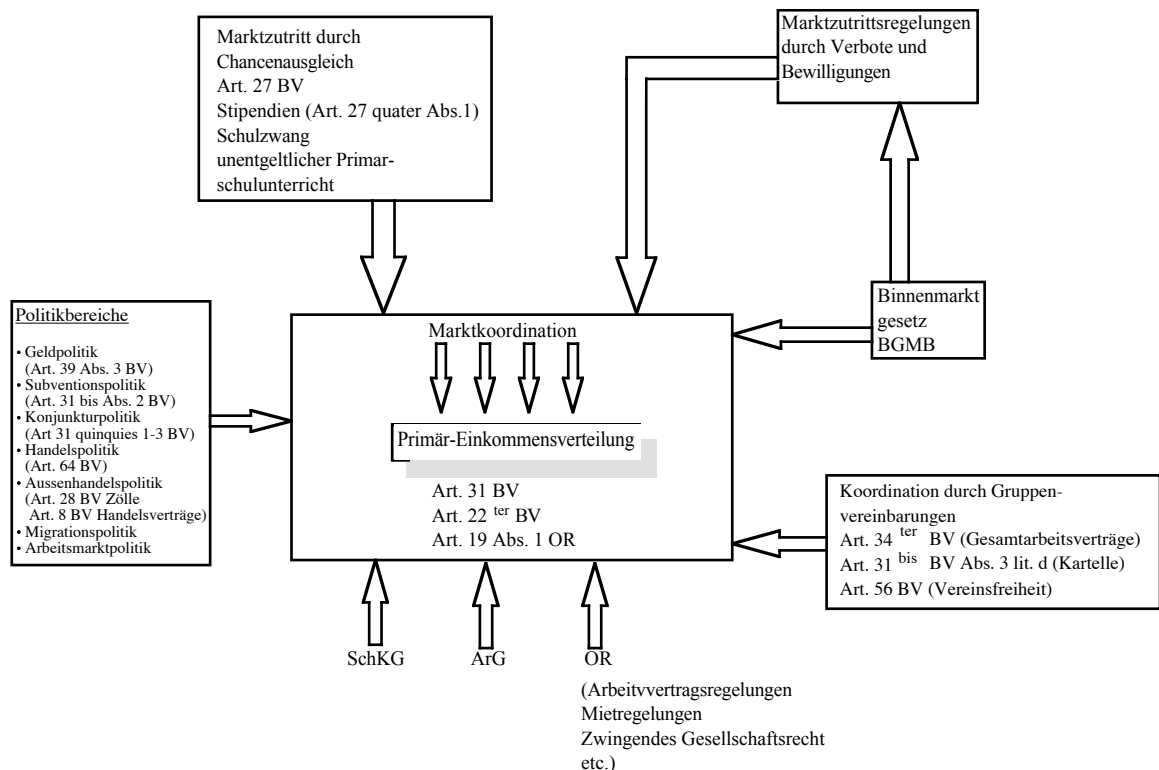 Marktzutritt durch
Chancenausgleich
Art. 27 BV
Stipendien (Art. 27 quater Abs.1)
Schulzwang
unentgeltlicher Primar-
schulunterricht
Marktzutrittsregelungen
durch Verbote und
Bewilligungen
Binnenmarkt
gesetz
BGMB
Politikbereiche
• Geldpolitik
(Art. 39 Abs. 3 BV)
• Subventionspolitik
(Art. 31 bis Abs. 2 BV)
• Konjunkturpolitik
(Art 31 quinquies 1-3 BV)
• Handelspolitik
(Art. 64 BV)
• Aussenhandelspolitik
(Art. 28 BV Zölle
Art. 8 BV Handelsverträge)
• Migrationspolitik
• Arbeitsmarktpolitik
Marktkoordination
Primär-Einkommensverteilung
Art. 31 BV
Art. 22 ter BV
Art. 19 Abs. 1 OR
Koordination durch Gruppen-
vereinbarungen
Art. 34 ter BV (Gesamtarbeitsverträge)
Art. 31 bis BV Abs. 3 lit. d (Kartelle)
Art. 56 BV (Vereinsfreiheit)
SchKG
ArG
OR
(Arbeitvvertragsregelungen
Mietregelungen
Zwingendes Gesellschaftsrecht
etc.)